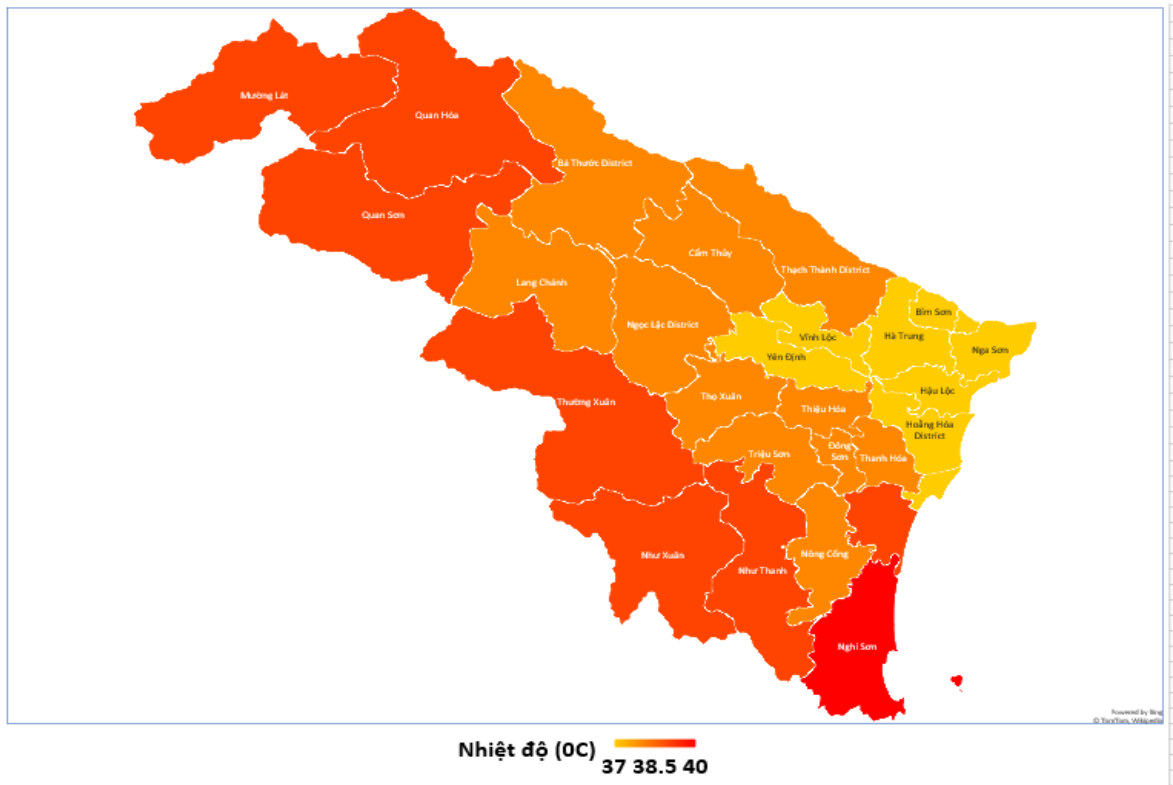 Mường Lát
Quan Hóa
Bá Thước District
Quan Sơn
Cẩm Thủy
Thạch Thành District
Lang Chánh
Bỉm Sơn
Ngọc Lặc District
Vĩnh Lộc
Hà Trung
Nga Sơn
Yên Định
Hậu Lộc
Thọ Xuân
Thường Xuân
Thiệu Hóa
Hoằng Hóa
District
Triệu Sơn
Đông
Sơn
Thanh Hóa
Như Xuân
Như Thanh
Nông Cống
Nghi Sơn
Powered by Bing
© TomTom, Wikipedia
Nhiệt độ (0C)
37 38.5 40